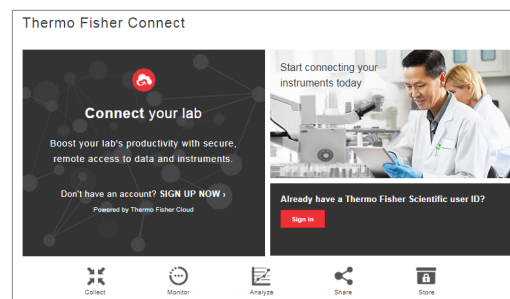 Thermo Fisher Connect
Connect your lab
Boost your lab's productivity with secure,
remote access to data and instruments.
Don't have an account? SIGN UP NOW ›
Powered by Thermo Fisher Cloud
Start connecting your
instruments today
Already have a Thermo Fisher Scientific user ID?
Sign in
Collect
Monitor
Analyze
Share
Store